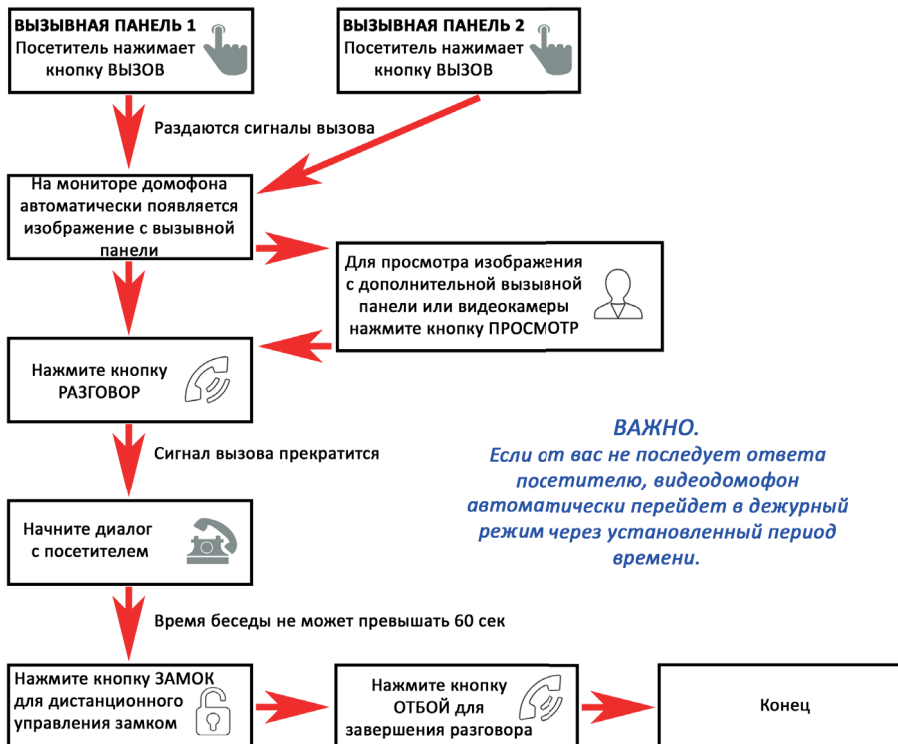 ВЫЗЫВНАЯ ПАНЕЛЬ 1
Посетитель нажимает
кнопку ВЫЗОВ
ВЫЗЫВНАЯ ПАНЕЛЬ 2
Посетитель нажимает
кнопку ВЫЗОВ
Раздаются сигналы вызова
На мониторе домофона
автоматически появляется
изображение с вызывной
панели
Для просмотра изображения
с дополнительной вызывной
панели или видеокамеры
нажмите кнопку ПРОСМОТР
Нажмите кнопку
РАЗГОВОР
Сигнал вызова прекратится
ВАЖНО.
Если от вас не последует ответа
посетителю, видеодомофон
автоматически перейдет в дежурный
режим через установленный период
времени.
Начните диалог
с посетителем
Время беседы не может превышать 60 сек
Нажмите кнопку ЗАМОК
для дистанционного
управления замком
Нажмите кнопку
ОТБОЙ для
завершения разговора
Конец